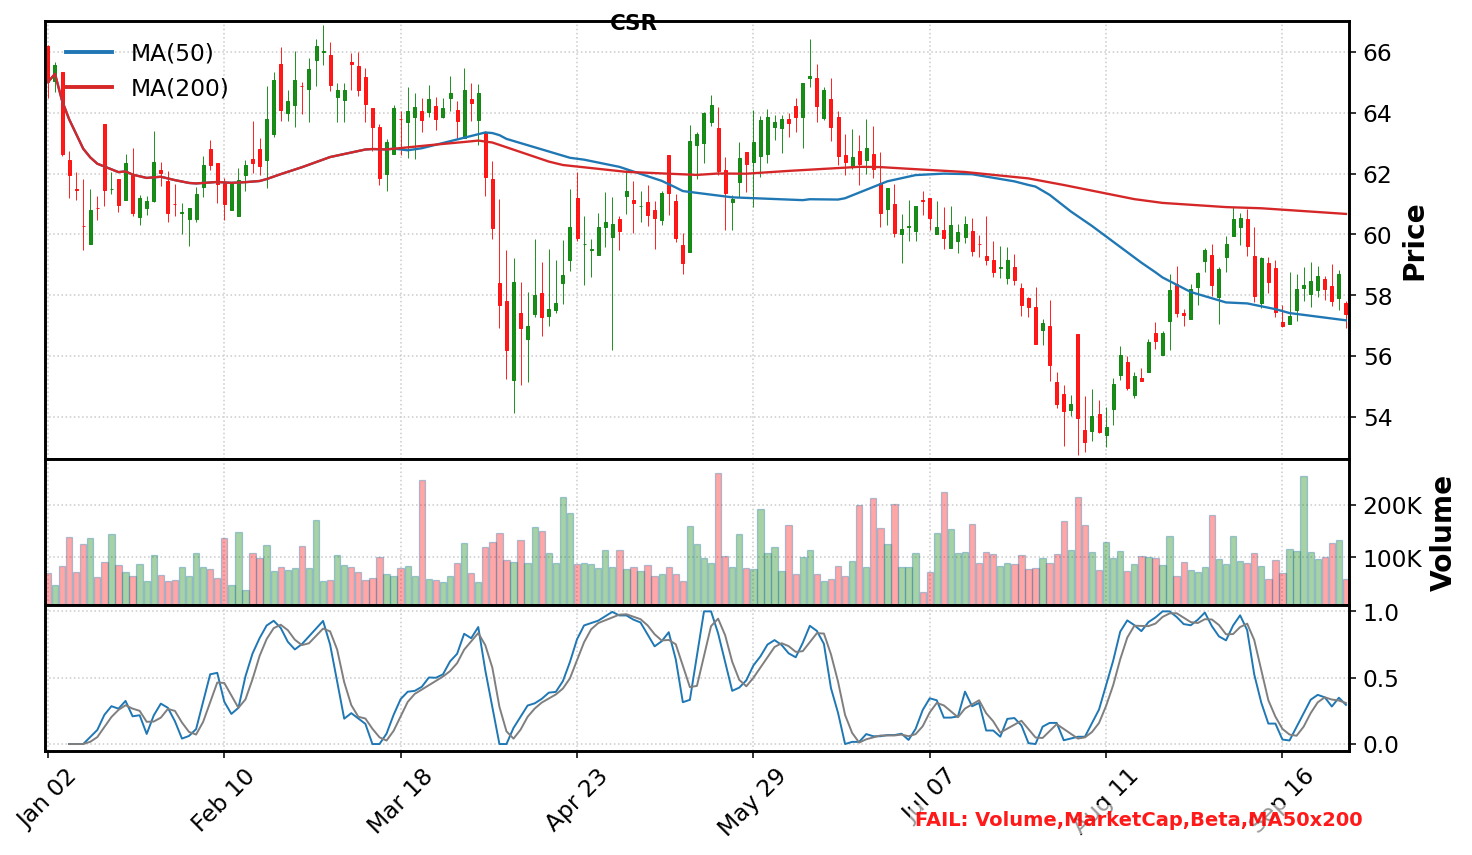 CSR
MA(50)
MA(200)
66
64
62
60
58
56
54
Price
200K
100K
Volume
1.0
0.5
0.0
Jan 02
Feb 10
Mar 18
Apr 23
May 29
Jul 07
Aug 11
Sep 16
FAIL: Volume,MarketCap,Beta,MA50x200